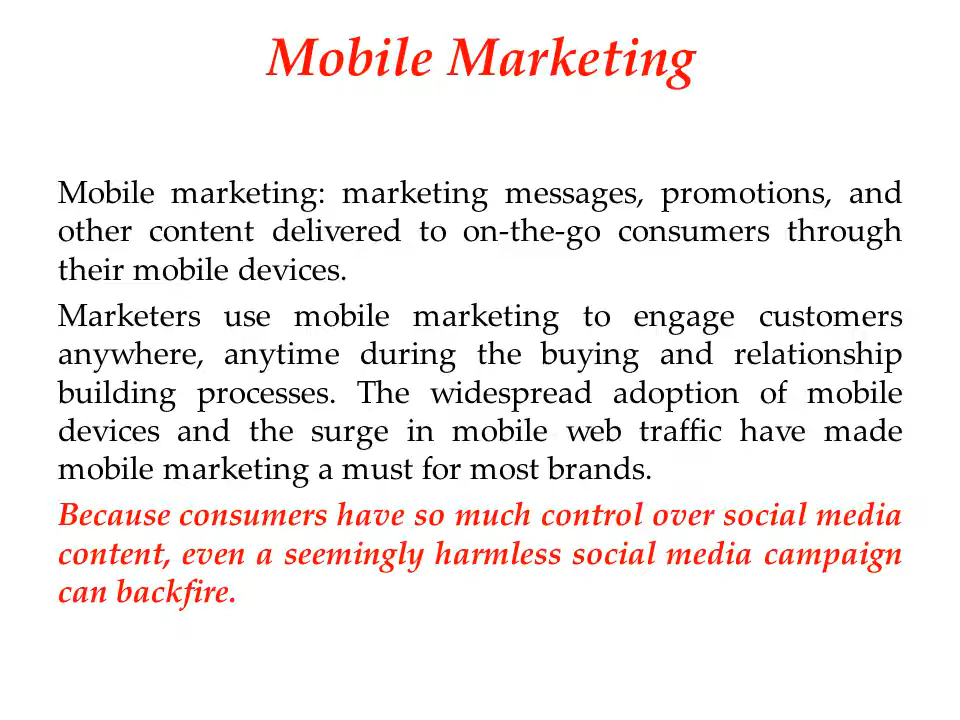 Mobile Marketing
Mobile marketing: marketing messages, promotions, and
other content delivered to on-the-go consumers through
their mobile devices.
Marketers use mobile marketing to engage customers
anywhere, anytime during the buying and relationship
building processes. The widespread adoption of mobile
devices and the surge in mobile web traffic have made
mobile marketing a must for most brands.
Because consumers have so much control over social media
content, even a seemingly harmless social media campaign
can backfire.